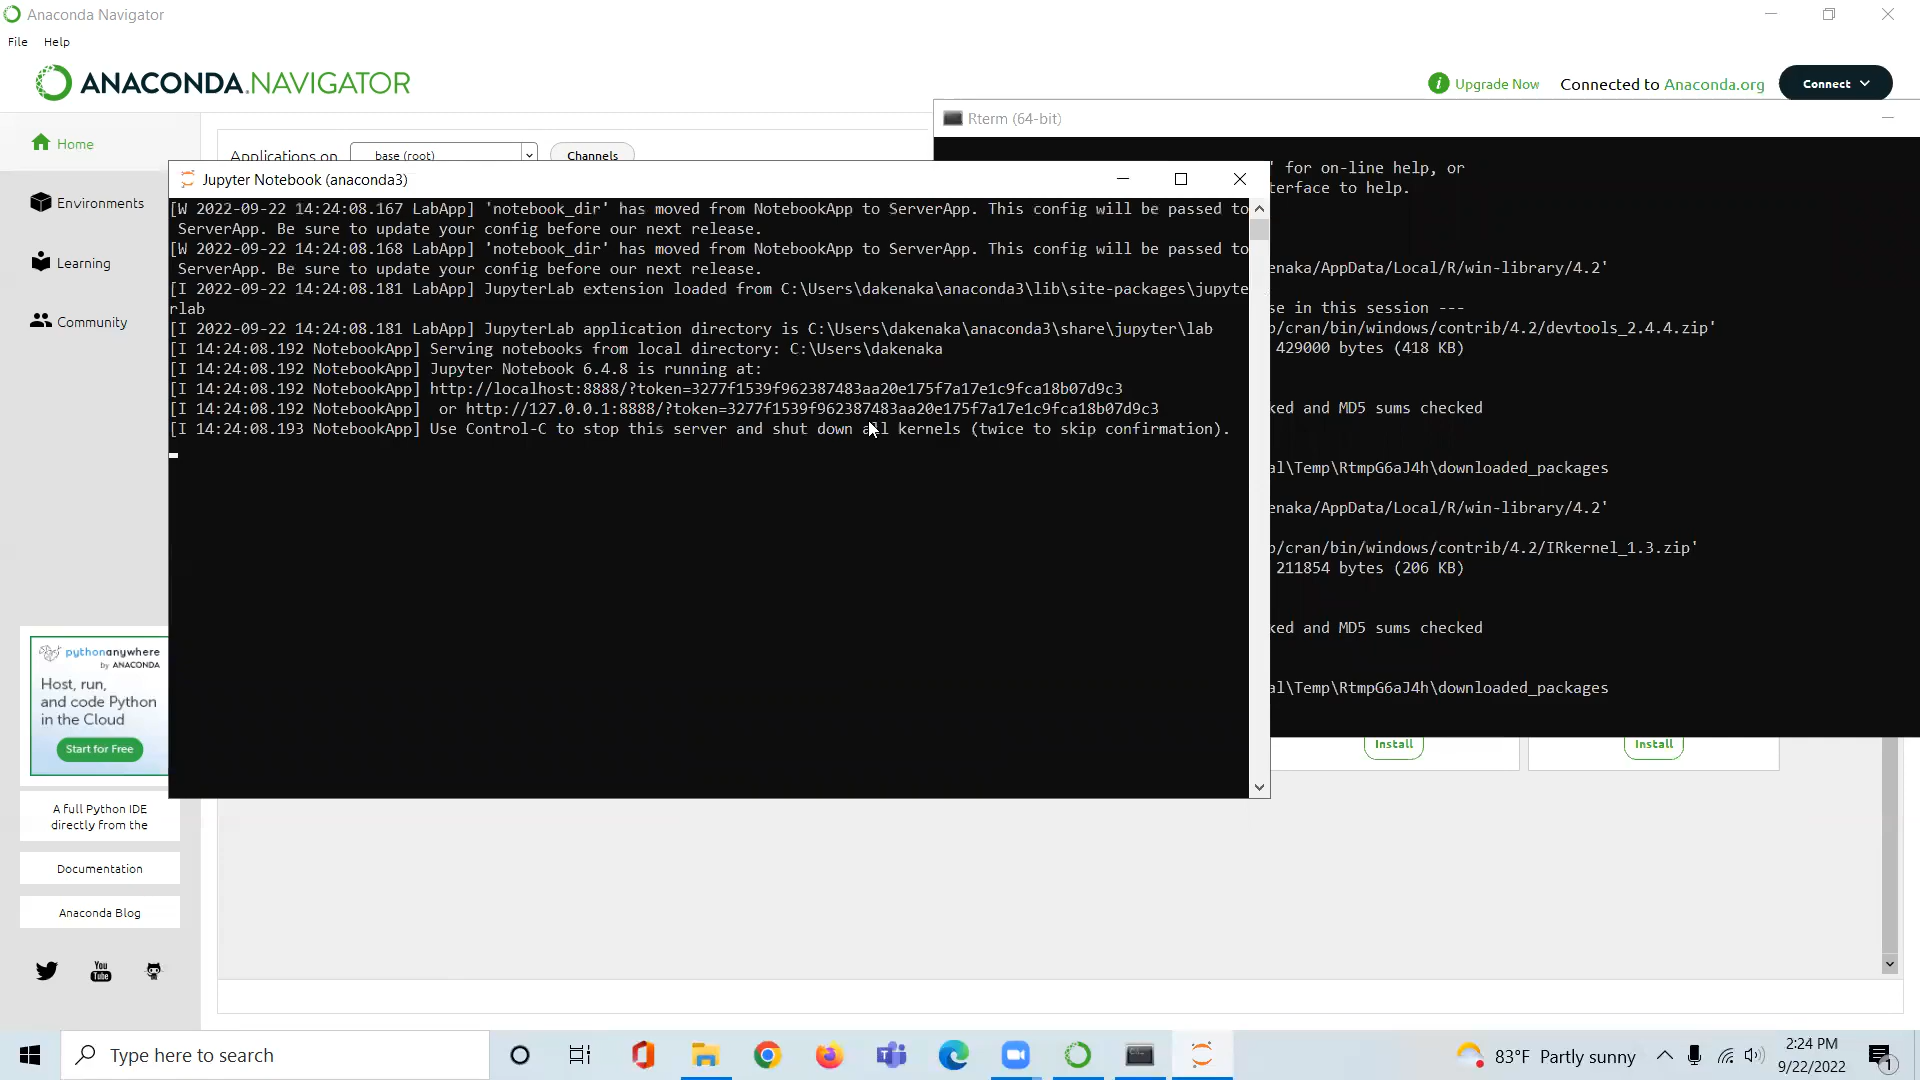 Anaconda Navigator
File Help
ANACONDA.NAVIGATOR
Upgrade Now
Connected to Anaconda.org
Connect
Home
Environments
Learning
Community
Applications on
base (root)
Channels
Rterm (64-bit)
' for on-line help, or
terface to help.
enaka/AppData/Local/R/win-library/4.2'
se in this session ---
/cran/bin/windows/contrib/4.2/devtools_2.4.4.zip'
429000 bytes (418 KB)
ked and MD5 sums checked
al\Temp\RtmpG6aJ4h\downloaded_packages
enaka/AppData/Local/R/win-library/4.2'
/cran/bin/windows/contrib/4.2/IRkernel_1.3.zip'
211854 bytes (206 KB)
ked and MD5 sums checked
al\Temp\RtmpG6aJ4h\downloaded_packages
Jupyter Notebook (anaconda3)
[W 2022-09-22 14:24:08.167 LabApp] 'notebook_dir' has moved from NotebookApp to ServerApp. This config will be passed to
ServerApp. Be sure to update your config before our next release.
[W 2022-09-22 14:24:08.168 LabApp] 'notebook_dir' has moved from NotebookApp to ServerApp. This config will be passed to
ServerApp. Be sure to update your config before our next release.
[I 2022-09-22 14:24:08.181 LabApp] JupyterLab extension loaded from C:\Users\dakenaka\anaconda3\lib\site-packages\jupyte
rlab
[I 2022-09-22 14:24:08.181 LabApp] JupyterLab application directory is C:\Users\dakenaka\anaconda3\share\jupyter\lab
[I 14:24:08.192 NotebookApp] Serving notebooks from local directory: C:\Users\dakenaka
[I 14:24:08.192 NotebookApp] Jupyter Notebook 6.4.8 is running at:
[I 14:24:08.192 NotebookApp] http://localhost:8888/?token=3277f1539f962387483aa20e175f7a17e1c9fca18b07d9c3
[I 14:24:08.192 NotebookApp]  or http://127.0.0.1:8888/?token=3277f1539f962387483aa20e175f7a17e1c9fca18b07d9c3
[I 14:24:08.193 NotebookApp] Use Control-C to stop this server and shut down all kernels (twice to skip confirmation).
Install
Install
pythonanywhere
by ANACONDA
Host, run,
and code Python
in the Cloud
Start for Free
A full Python IDE
directly from the
Documentation
Anaconda Blog
You
Tube
Type here to search
83°F Partly sunny
2:24 PM
9/22/2022
1